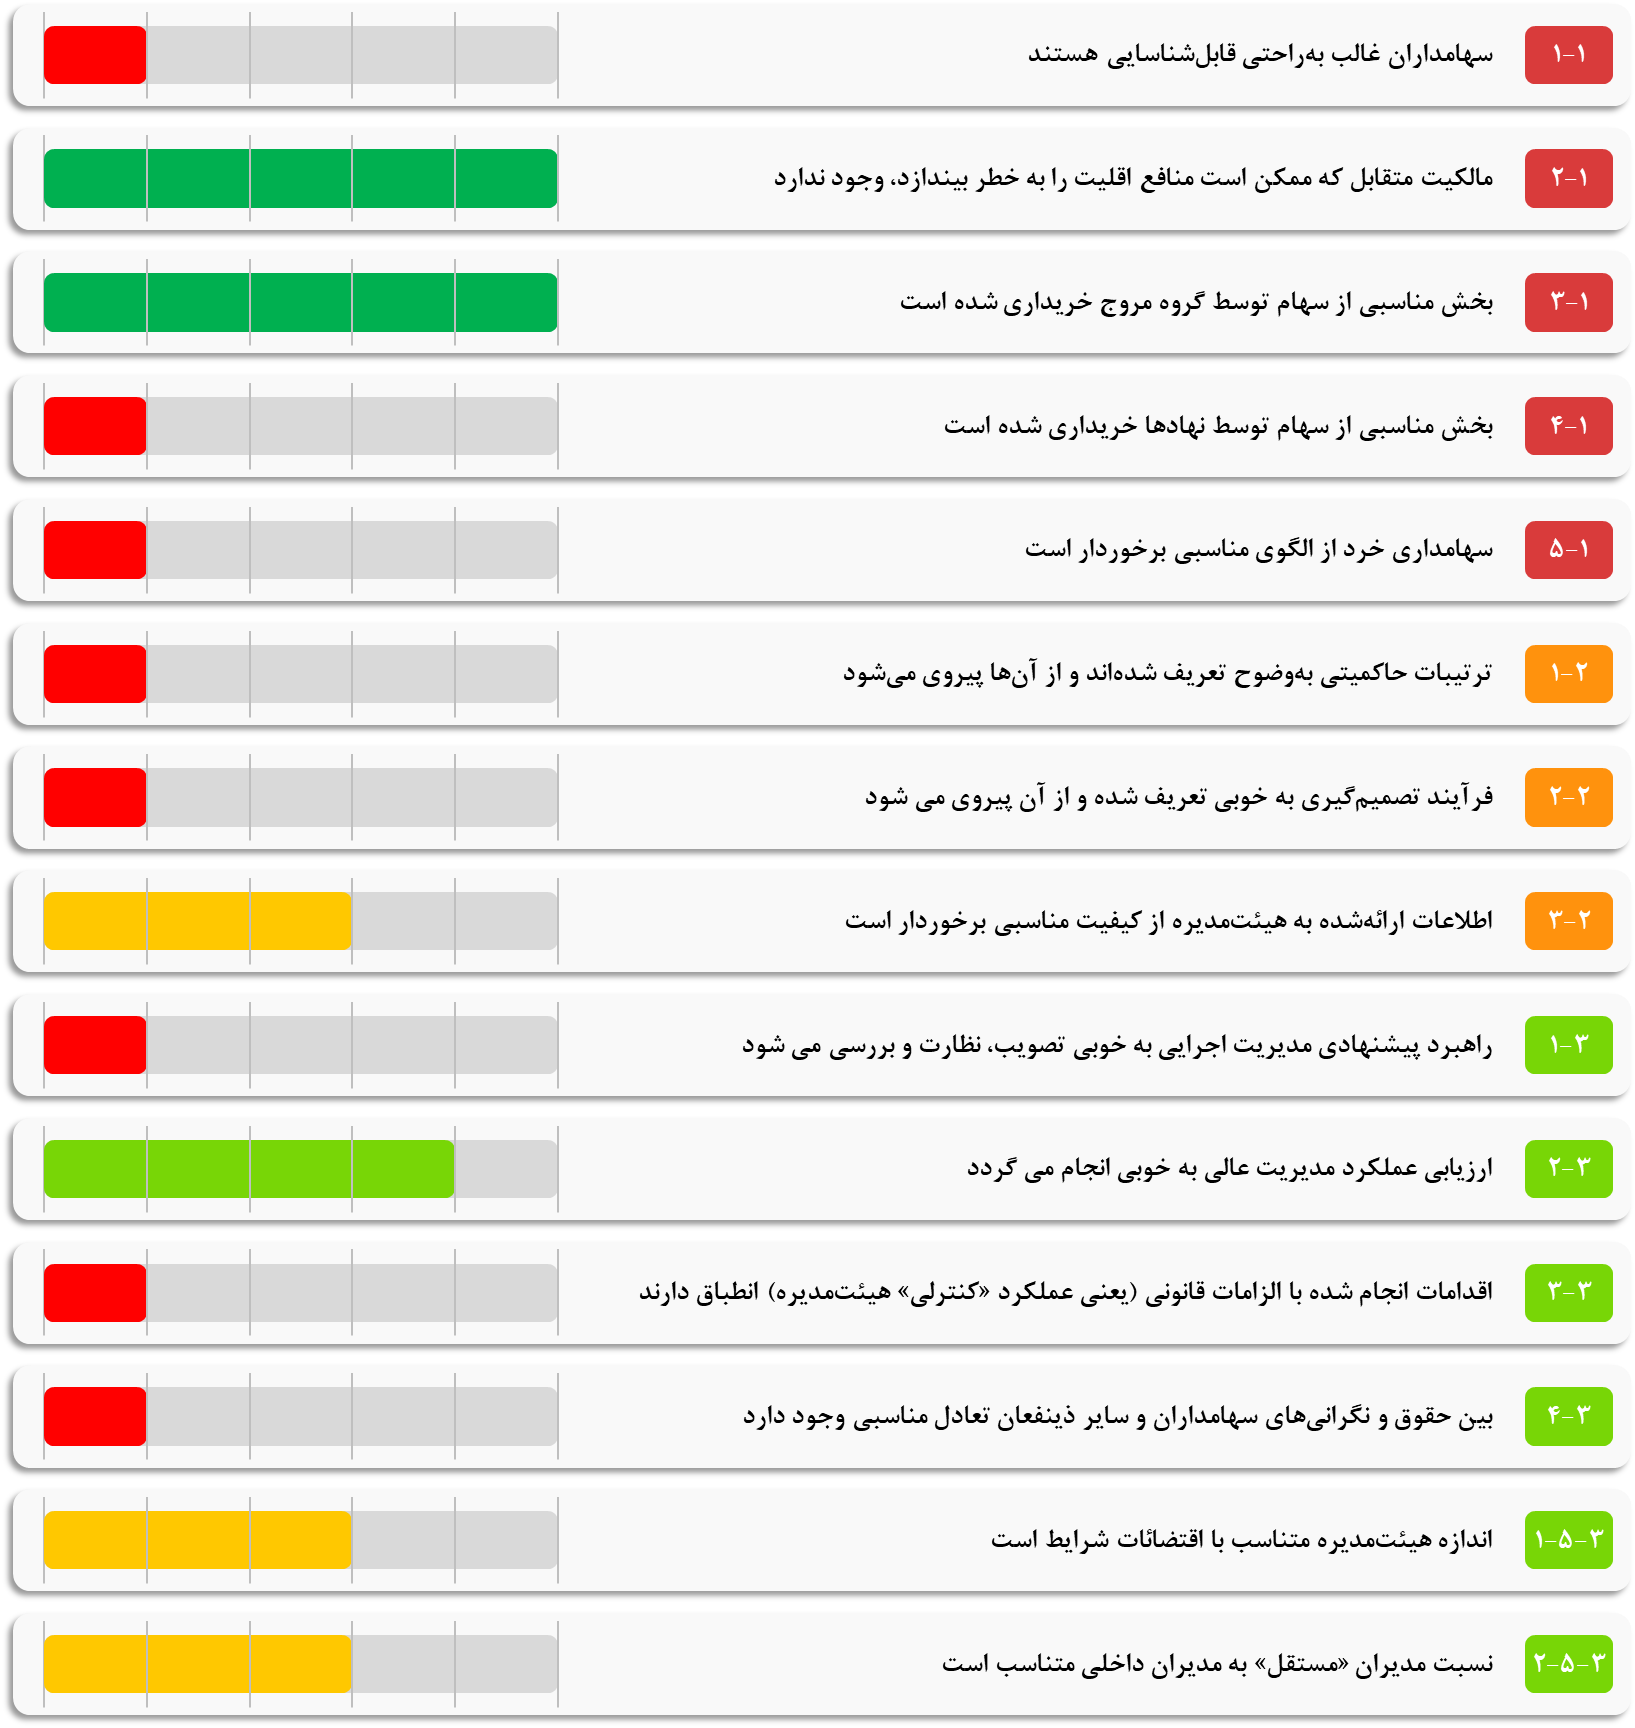 ۱-۱ سهامداران غالب به‌راحتی قابل‌شناسایی هستند
۲-۱ مالکیت متقابل که ممکن است منافع اقلیت را به خطر بیندازد، وجود ندارد
۳-۱ بخش مناسبی از سهام توسط گروه مروج خریداری شده است
۴-۱ بخش مناسبی از سهام توسط نهادها خریداری شده است
۵-۱ سهامداری خرد از الگوی مناسبی برخوردار است
۱-۲ ترتیبات حاکمیتی به‌وضوح تعریف شده‌اند و از آن‌ها پیروی می‌شود
۲-۲ فرآیند تصمیم‌گیری به خوبی تعریف شده و از آن پیروی می شود
۳-۲ اطلاعات ارائه‌شده به هیئت‌مدیره از کیفیت مناسبی برخوردار است
۱-۳ راهبرد پیشنهادی مدیریت اجرایی به خوبی تصویب، نظارت و بررسی می شود
۲-۳ ارزیابی عملکرد مدیریت عالی به خوبی انجام می گردد
۳-۳ اقدامات انجام شده با الزامات قانونی (یعنی عملکرد «کنترلی» هیئت‌مدیره) انطباق دارند
۴-۳ بین حقوق و نگرانی‌های سهامداران و سایر ذینفعان تعادل مناسبی وجود دارد
۱-۵-۳ اندازه هیئت‌مدیره متناسب با اقتضائات شرایط است
۲-۵-۳ نسبت مدیران «مستقل» به مدیران داخلی متناسب است